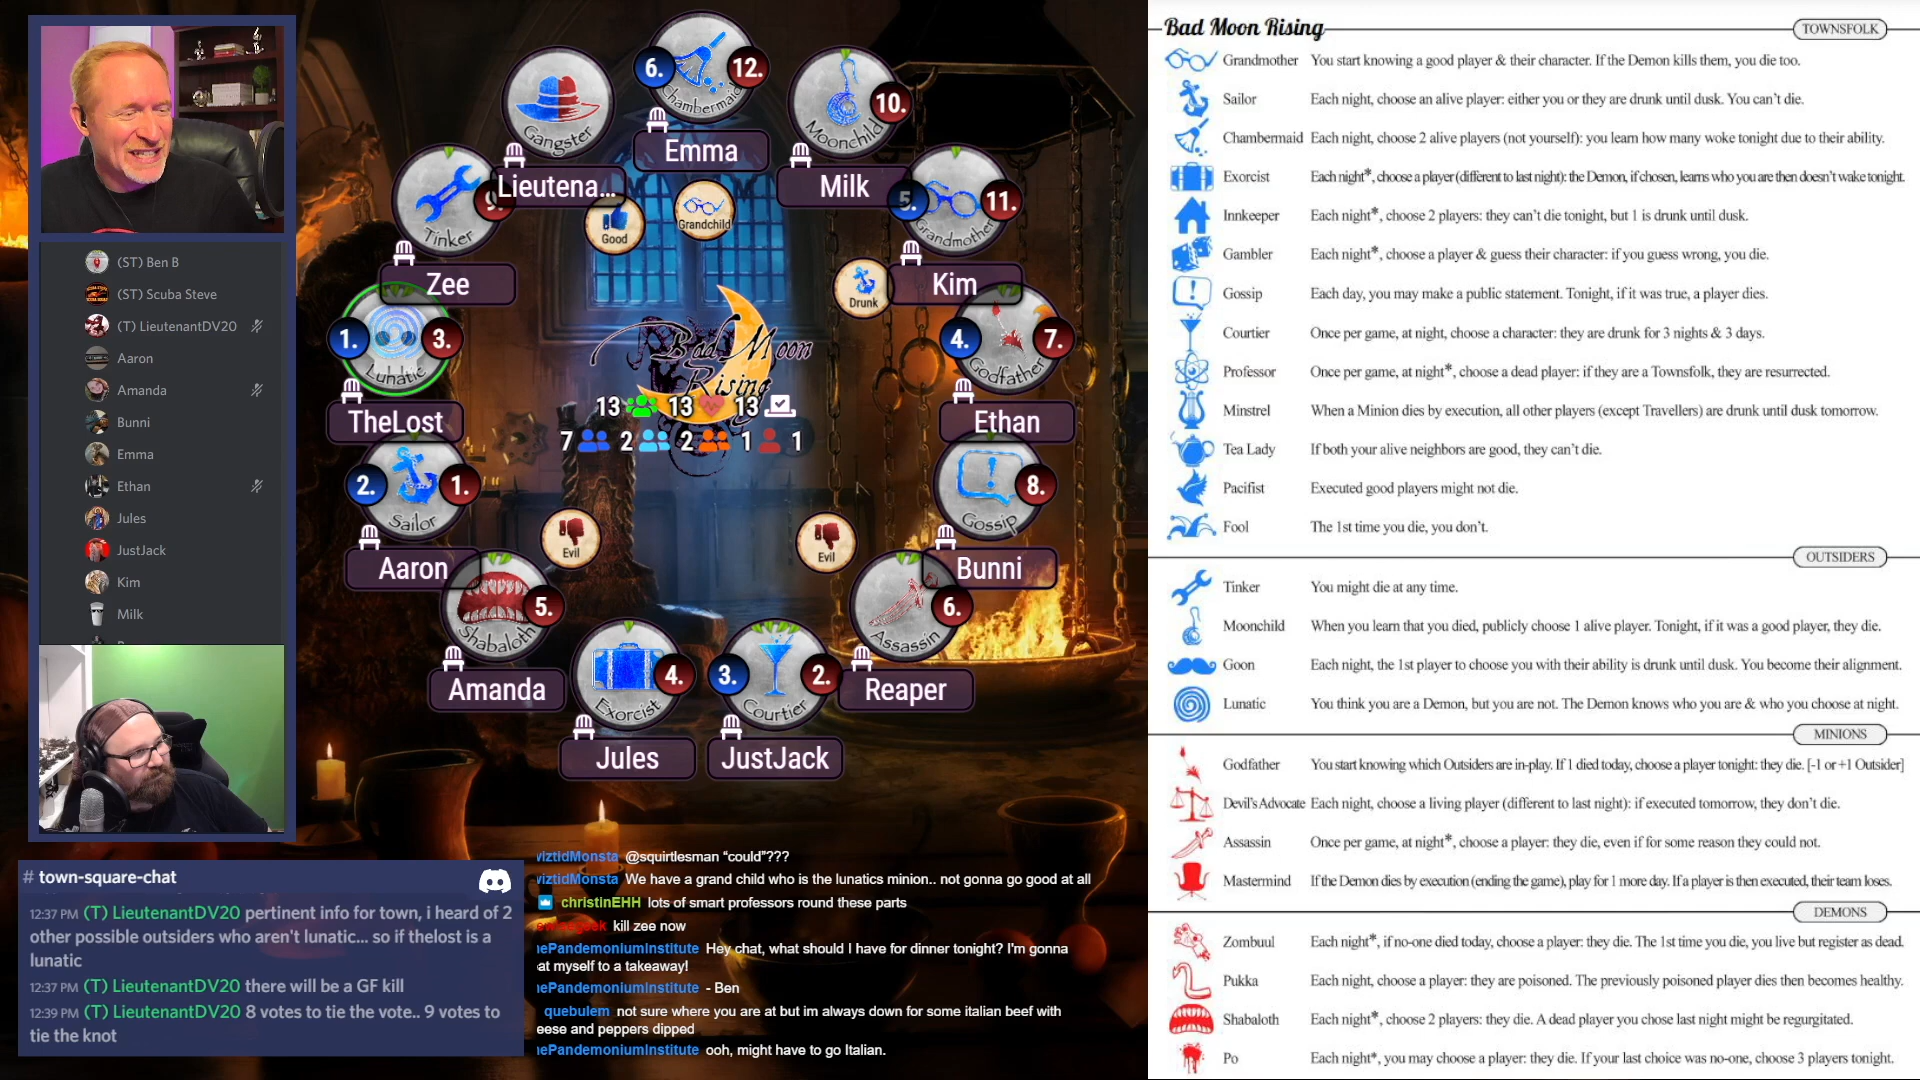 (ST) Ben B
(ST) Scuba Steve
(T) LieutenantDV20
Aaron
Amanda
Bunni
Emma
Ethan
Jules
JustJack
Kim
Milk
# town-square-chat
12:37 PM (T) LieutenantDV20 pertinent info for town, i heard of 2
other possible outsiders who aren't lunatic... so if thelost is a
lunatic
12:37 PM (T) LieutenantDV20 there will be a GF kill
12:39 PM (T) LieutenantDV20 8 votes to tie the vote.. 9 votes to
tie the knot
Gangster
Lieutena...
6. 12.
Chambermaid
Emma
10.
Moonchild
Milk
5. 11.
Grandmother
Kim
4. 7.
Godfather
Ethan
8.
Gossip
Bunni
6.
Assassin
Reaper
3. 2.
Courtier
JustJack
4.
Exorcist
Jules
5.
Shabaloth
Amanda
2. 1.
Sailor
Aaron
1. 3.
Lunatic
TheLost
9.
Tinker
Zee
Good
Grandchild
Drunk
Evil
Evil
Bad Moon
Rising
13 13 13
7 2 2 1 1
viztidMonsta @squirtlesman “could”???
viztidMonsta We have a grand child who is the lunatics minion.. not gonna go good at all
christinEHH lots of smart professors round these parts
kill zee now
ePandemoniumInstitute Hey chat, what should I have for dinner tonight? I'm gonna
eat myself to a takeaway!
ePandemoniumInstitute - Ben
quebulem not sure where you are at but im always down for some italian beef with
eese and peppers dipped
ePandemoniumInstitute ooh, might have to go Italian.
Bad Moon Rising
TOWNSFOLK
Grandmother You start knowing a good player & their character. If the Demon kills them, you die too.
Sailor Each night, choose an alive player: either you or they are drunk until dusk. You can't die.
Chambermaid Each night, choose 2 alive players (not yourself): you learn how many woke tonight due to their ability.
Exorcist Each night*, choose a player (different to last night): the Demon, if chosen, learns who you are then doesn't wake tonight.
Innkeeper Each night*, choose 2 players: they can't die tonight, but 1 is drunk until dusk.
Gambler Each night*, choose a player & guess their character: if you guess wrong, you die.
Gossip Each day, you may make a public statement. Tonight, if it was true, a player dies.
Courtier Once per game, at night, choose a character: they are drunk for 3 nights & 3 days.
Professor Once per game, at night*, choose a dead player: if they are a Townsfolk, they are resurrected.
Minstrel When a Minion dies by execution, all other players (except Travellers) are drunk until dusk tomorrow.
Tea Lady If both your alive neighbors are good, they can't die.
Pacifist Executed good players might not die.
Fool The 1st time you die, you don't.
OUTSIDERS
Tinker You might die at any time.
Moonchild When you learn that you died, publicly choose 1 alive player. Tonight, if it was a good player, they die.
Goon Each night, the 1st player to choose you with their ability is drunk until dusk. You become their alignment.
Lunatic You think you are a Demon, but you are not. The Demon knows who you are & who you choose at night.
MINIONS
Godfather You start knowing which Outsiders are in-play. If 1 died today, choose a player tonight: they die. [-1 or +1 Outsider]
Devil's Advocate Each night, choose a living player (different to last night): if executed tomorrow, they don't die.
Assassin Once per game, at night*, choose a player: they die, even if for some reason they could not.
Mastermind If the Demon dies by execution (ending the game), play for 1 more day. If a player is then executed, their team loses.
DEMONS
Zombuul Each night*, if no-one died today, choose a player: they die. The 1st time you die, you live but register as dead.
Pukka Each night, choose a player: they are poisoned. The previously poisoned player dies then becomes healthy.
Shabaloth Each night*, choose 2 players: they die. A dead player you chose last night might be regurgitated.
Po Each night*, you may choose a player: they die. If your last choice was no-one, choose 3 players tonight.